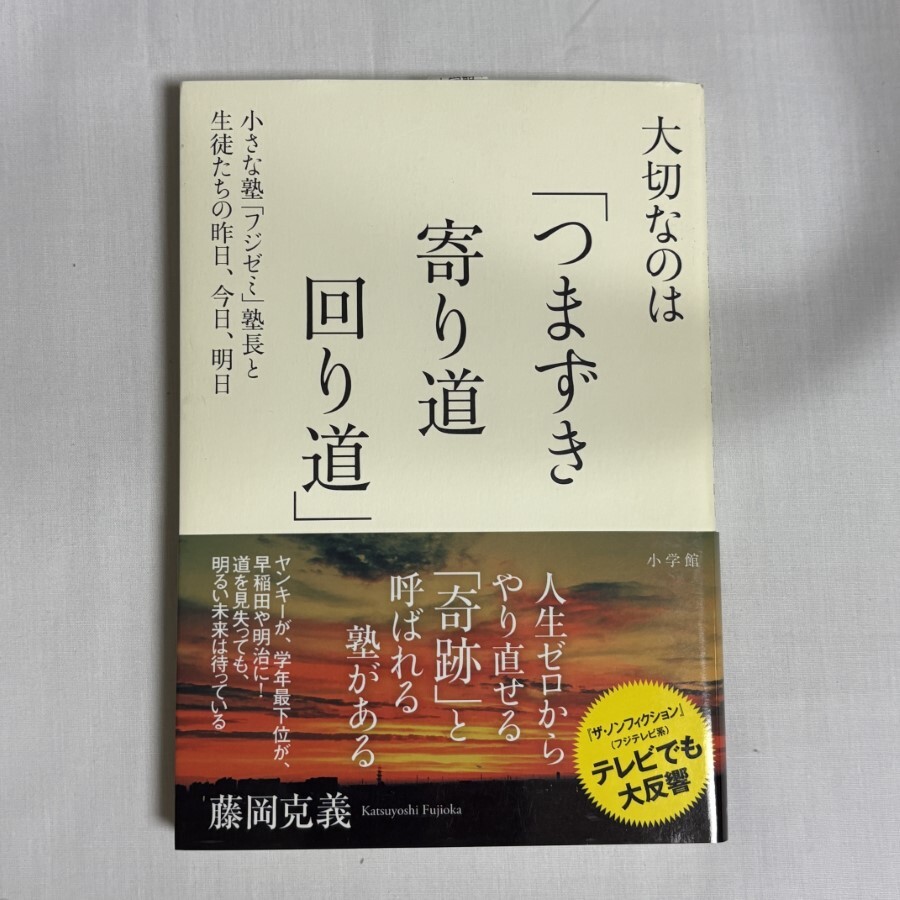 大切なのは
「つまずき
寄り道
回り道」
小さな塾「フジゼミ」塾長と
生徒たちの昨日、今日、明日
小学館
人生ゼロから
やり直せる
「奇跡」と
呼ばれる
塾がある
ヤンキーが、学年最下位が、
早稲田や明治に!
道を見失っても、
明るい未来は待っている
『ザ・ノンフィクション』
(フジテレビ系)
テレビでも
大反響
藤岡克義 Katsuyoshi Fujioka